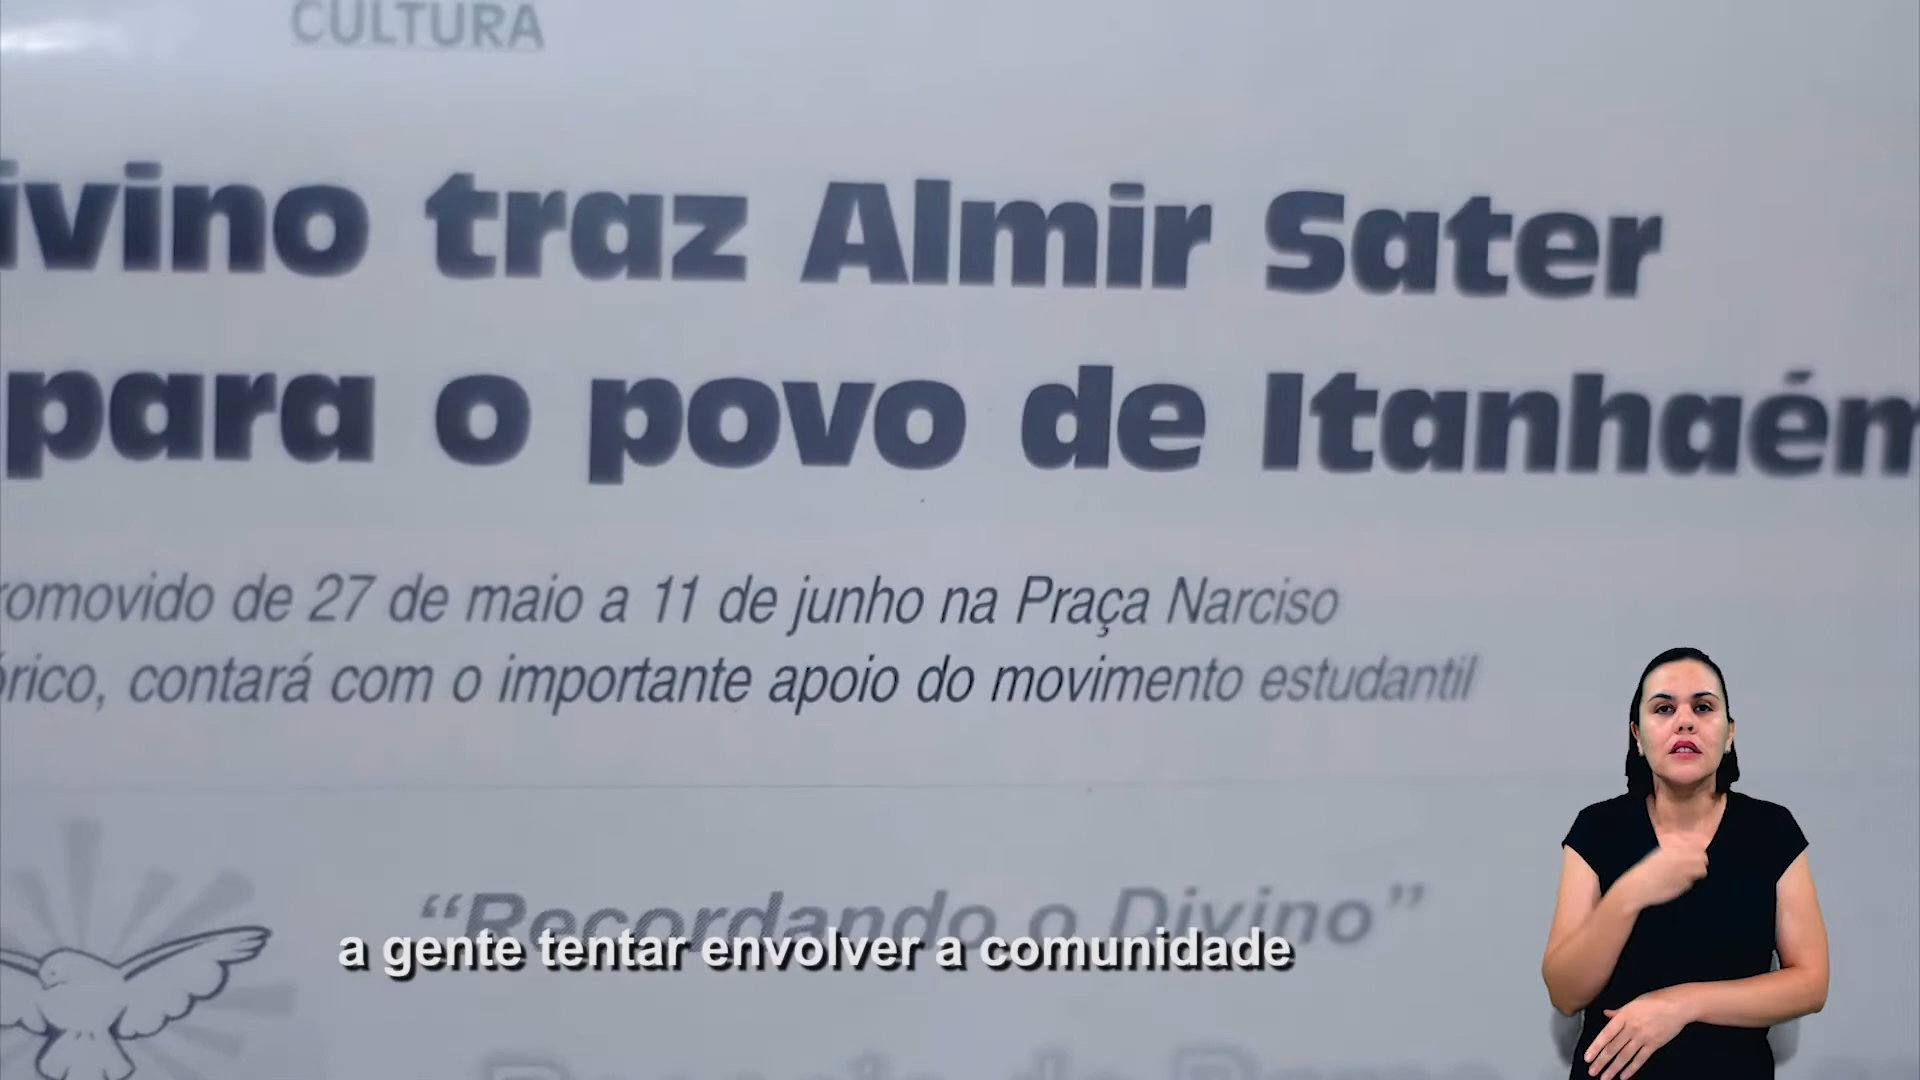 CULTURA
ivino traz Almir Sater
para o povo de Itanhaém
romovido de 27 de maio a 11 de junho na Praça Narciso
órico, contará com o importante apoio do movimento estudantil
“Recordando o Divino”
a gente tentar envolver a comunidade